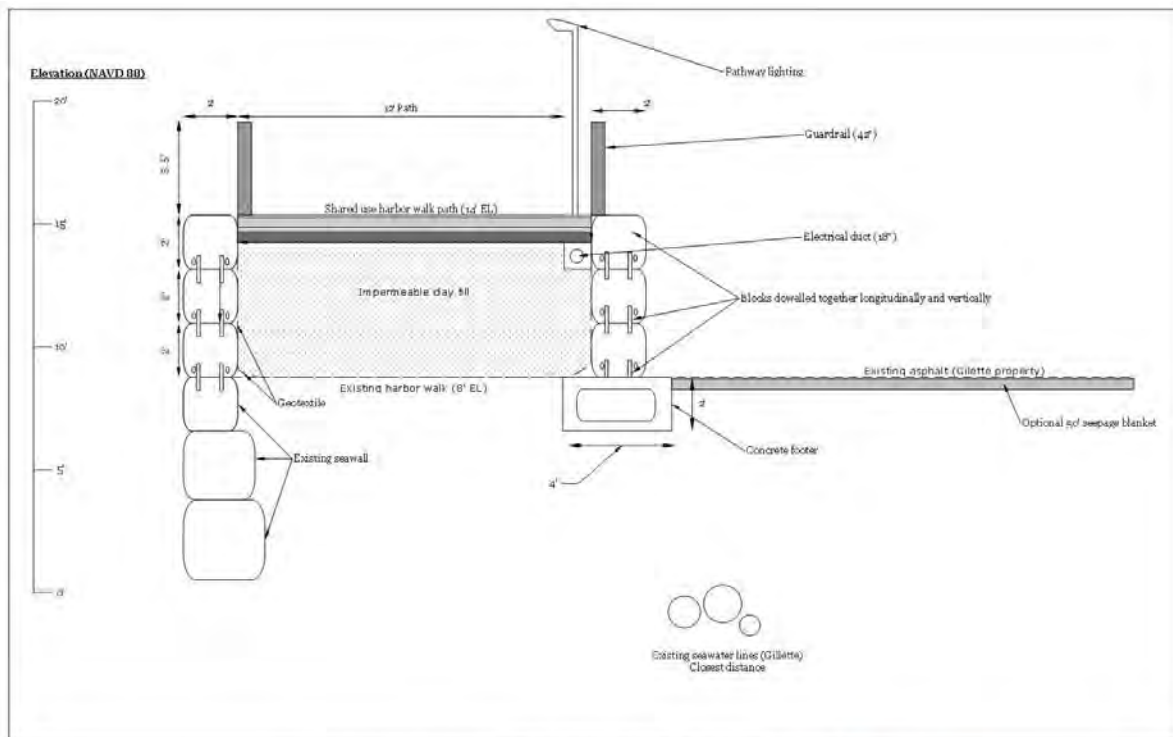 Elevation (NAVD 88)
20'
15'
10'
5'
0'
2'
12' Path
2'
Pathway lighting
Guardrail (42")
Shared use harbor walk path (14' EL)
Electrical duct (18")
2'
Impermeable clay fill
Blocks dowelled together longitudinally and vertically
Existing harbor walk (8' EL)
Existing asphalt (Gilette property)
Geotextile
2'
Optional 50' seepage blanket
Existing seawall
Concrete footer
4'
Existing seawater lines (Gillette)
Closest distance